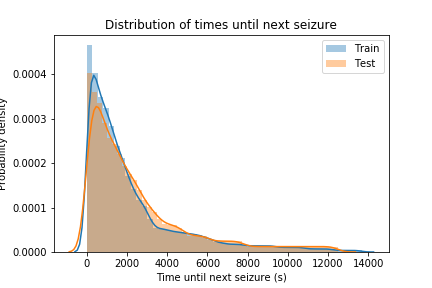 Distribution of times until next seizure
Train
Test
Probability density
0.0004
0.0003
0.0002
0.0001
0.0000
0 2000 4000 6000 8000 10000 12000 14000
Time until next seizure (s)